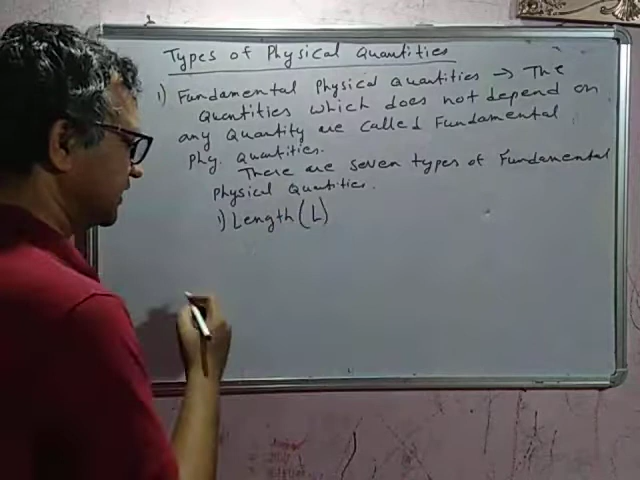 Types of Physical Quantities
1) Fundamental Physical Quantities → The
Quantities which does not depend on
any Quantity are called Fundamental
Phy. Quantities.
There are seven types of Fundamental
Physical Quantities.
1) Length (L)